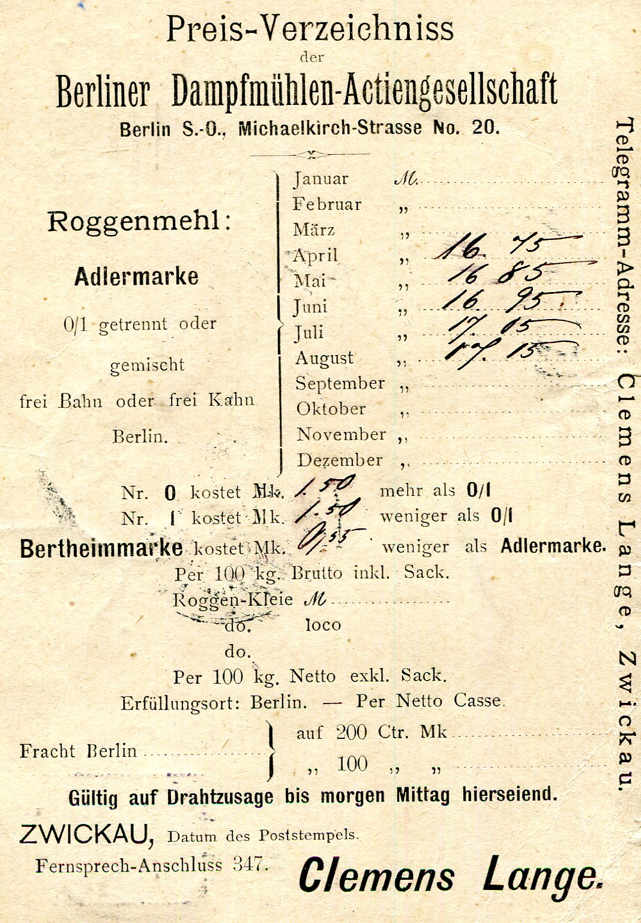 Preis-Verzeichniss
der
Berliner Dampfmühlen-Actiengesellschaft
Berlin S.-O., Michaelkirch-Strasse No. 20.
Roggenmehl:
Adlermarke
0/1 getrennt oder
gemischt
frei Bahn oder frei Kahn
Berlin.
Januar M.
Februar „
März „
April „ 16. 75
Mai „ 16 85
Juni „ 16. 95
Juli „ 17. 05
August „ 17. 15
September „
Oktober „
November „
Dezember „
Nr. 0 kostet Mk. 1.50 mehr als 0/1
Nr. 1 kostet Mk. 1.50 weniger als 0/1
Bertheimmarke kostet Mk. 0,55 weniger als Adlermarke.
Per 100 kg. Brutto inkl. Sack.
Roggen-Kleie M
do. loco
do.
Per 100 kg. Netto exkl. Sack.
Erfüllungsort: Berlin. — Per Netto Casse.
Fracht Berlin
auf 200 Ctr. Mk
„ 100 „ „
Gültig auf Drahtzusage bis morgen Mittag hierseiend.
ZWICKAU, Datum des Poststempels.
Fernsprech-Anschluss 347.
Clemens Lange.
Telegramm-Adresse: Clemens Lange, Zwickau.